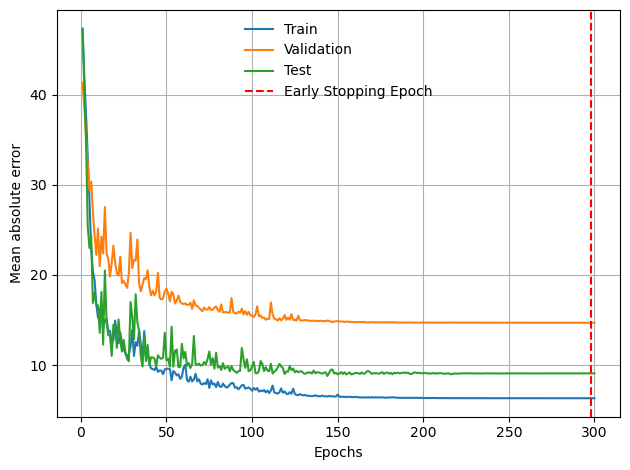 Train
Validation
Test
Early Stopping Epoch
Mean absolute error
40
30
20
10
0 50 100 150 200 250 300
Epochs